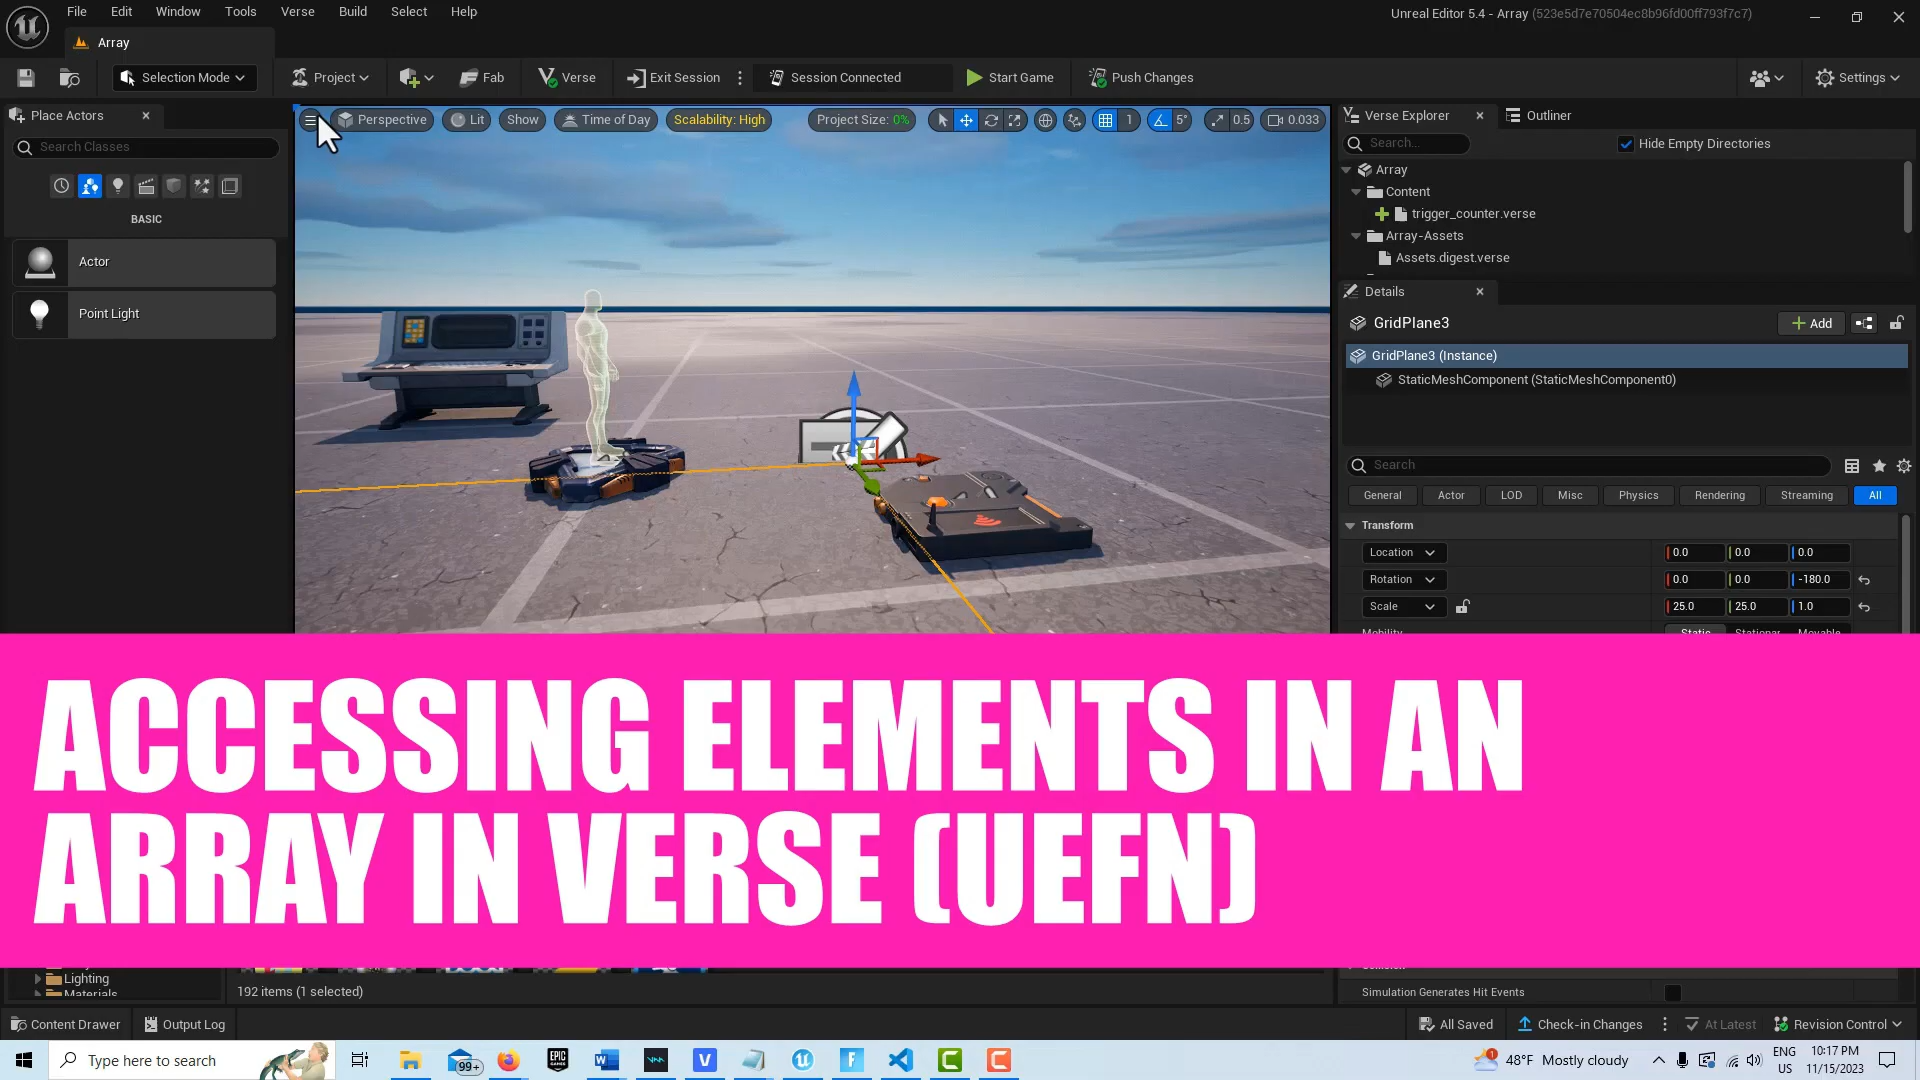 File Edit Window Tools Verse Build Select Help
Unreal Editor 5.4 - Array (523e5d7e70504ec8b96fd00ff793f7c7)
Array
Selection Mode Project Fab Verse Exit Session Session Connected Start Game Push Changes Settings
Place Actors
Search Classes
BASIC
Actor
Point Light
Perspective Lit Show Time of Day Scalability: High Project Size: 0% 1 5° 0.5 0.033
Verse Explorer Outliner
Search... Hide Empty Directories
Array
Content
trigger_counter.verse
Array-Assets
Assets.digest.verse
Details
GridPlane3 Add
GridPlane3 (Instance)
StaticMeshComponent (StaticMeshComponent0)
Search
General Actor LOD Misc Physics Rendering Streaming All
Transform
Location 0.0 0.0 0.0
Rotation 0.0 0.0 -180.0
Scale 25.0 25.0 1.0
ACCESSING ELEMENTS IN AN
ARRAY IN VERSE (UEFN)
Lighting
Materials
192 items (1 selected)
Simulation Generates Hit Events
Content Drawer Output Log All Saved Check-in Changes At Latest Revision Control
Type here to search 99+ EPIC GAMES 48°F Mostly cloudy ENG US 10:17 PM 11/15/2023